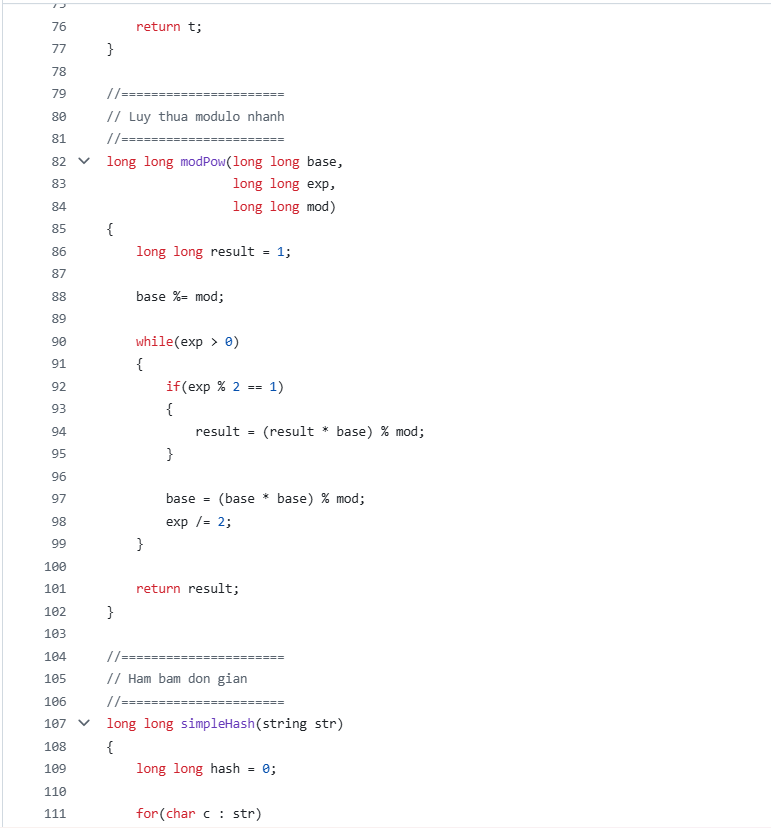 76 return t;
77 }
78
79 //======================
80 // Luy thua modulo nhanh
81 //======================
82 long long modPow(long long base,
83 long long exp,
84 long long mod)
85 {
86 long long result = 1;
87
88 base %= mod;
89
90 while(exp > 0)
91 {
92 if(exp % 2 == 1)
93 {
94 result = (result * base) % mod;
95 }
96
97 base = (base * base) % mod;
98 exp /= 2;
99 }
100
101 return result;
102 }
103
104 //======================
105 // Ham bam don gian
106 //======================
107 long long simpleHash(string str)
108 {
109 long long hash = 0;
110
111 for(char c : str)